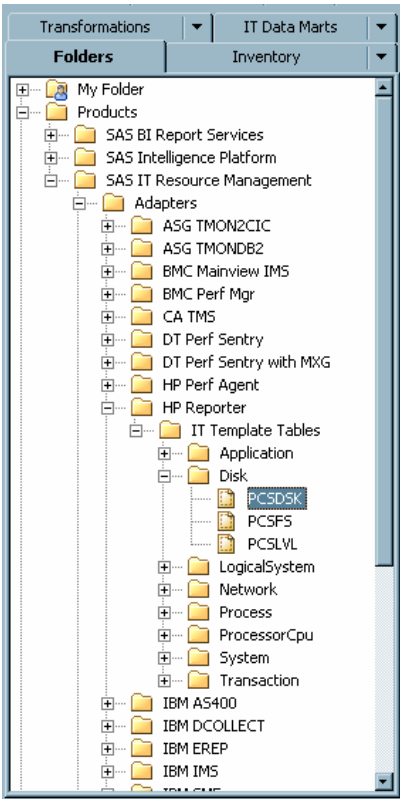 Transformations IT Data Marts
Folders Inventory
My Folder
Products
SAS BI Report Services
SAS Intelligence Platform
SAS IT Resource Management
Adapters
ASG TMON2CIC
ASG TMONDB2
BMC Mainview IMS
BMC Perf Mgr
CA TMS
DT Perf Sentry
DT Perf Sentry with MXG
HP Perf Agent
HP Reporter
IT Template Tables
Application
Disk
PCSDSK
PCSFS
PCSLVL
LogicalSystem
Network
Process
ProcessorCpu
System
Transaction
IBM AS400
IBM DCOLLECT
IBM EREP
IBM IMS